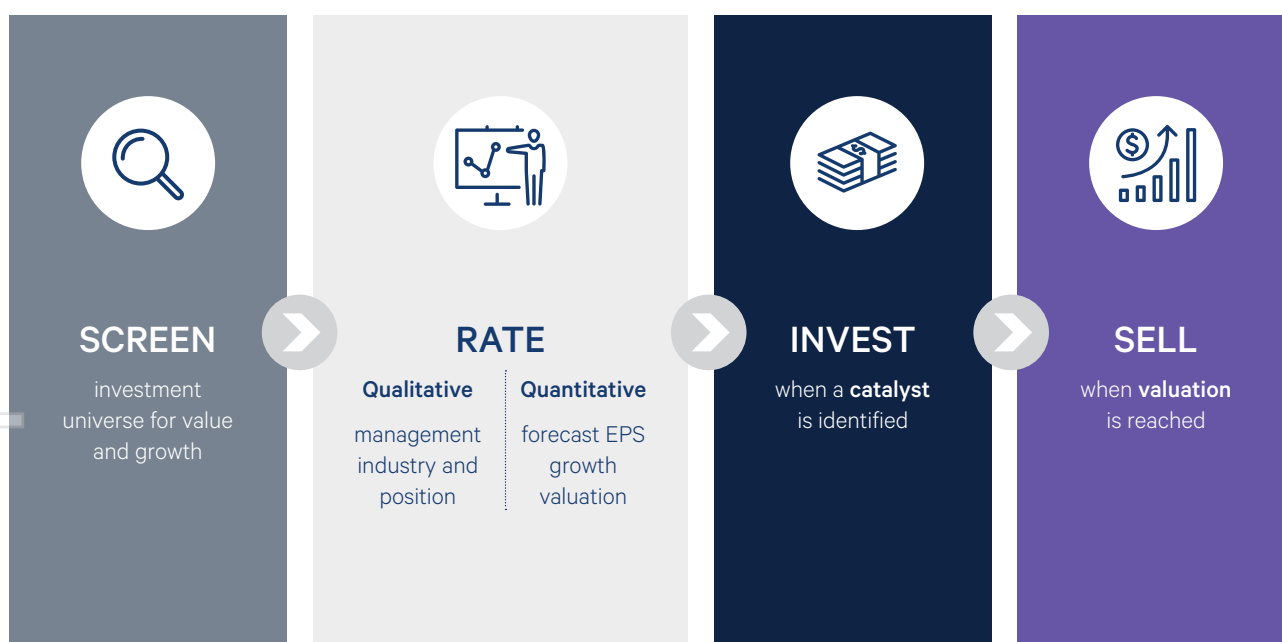 SCREEN
investment
universe for value
and growth
RATE
Qualitative
management
industry and
position
Quantitative
forecast EPS
growth
valuation
INVEST
when a catalyst
is identified
SELL
when valuation
is reached